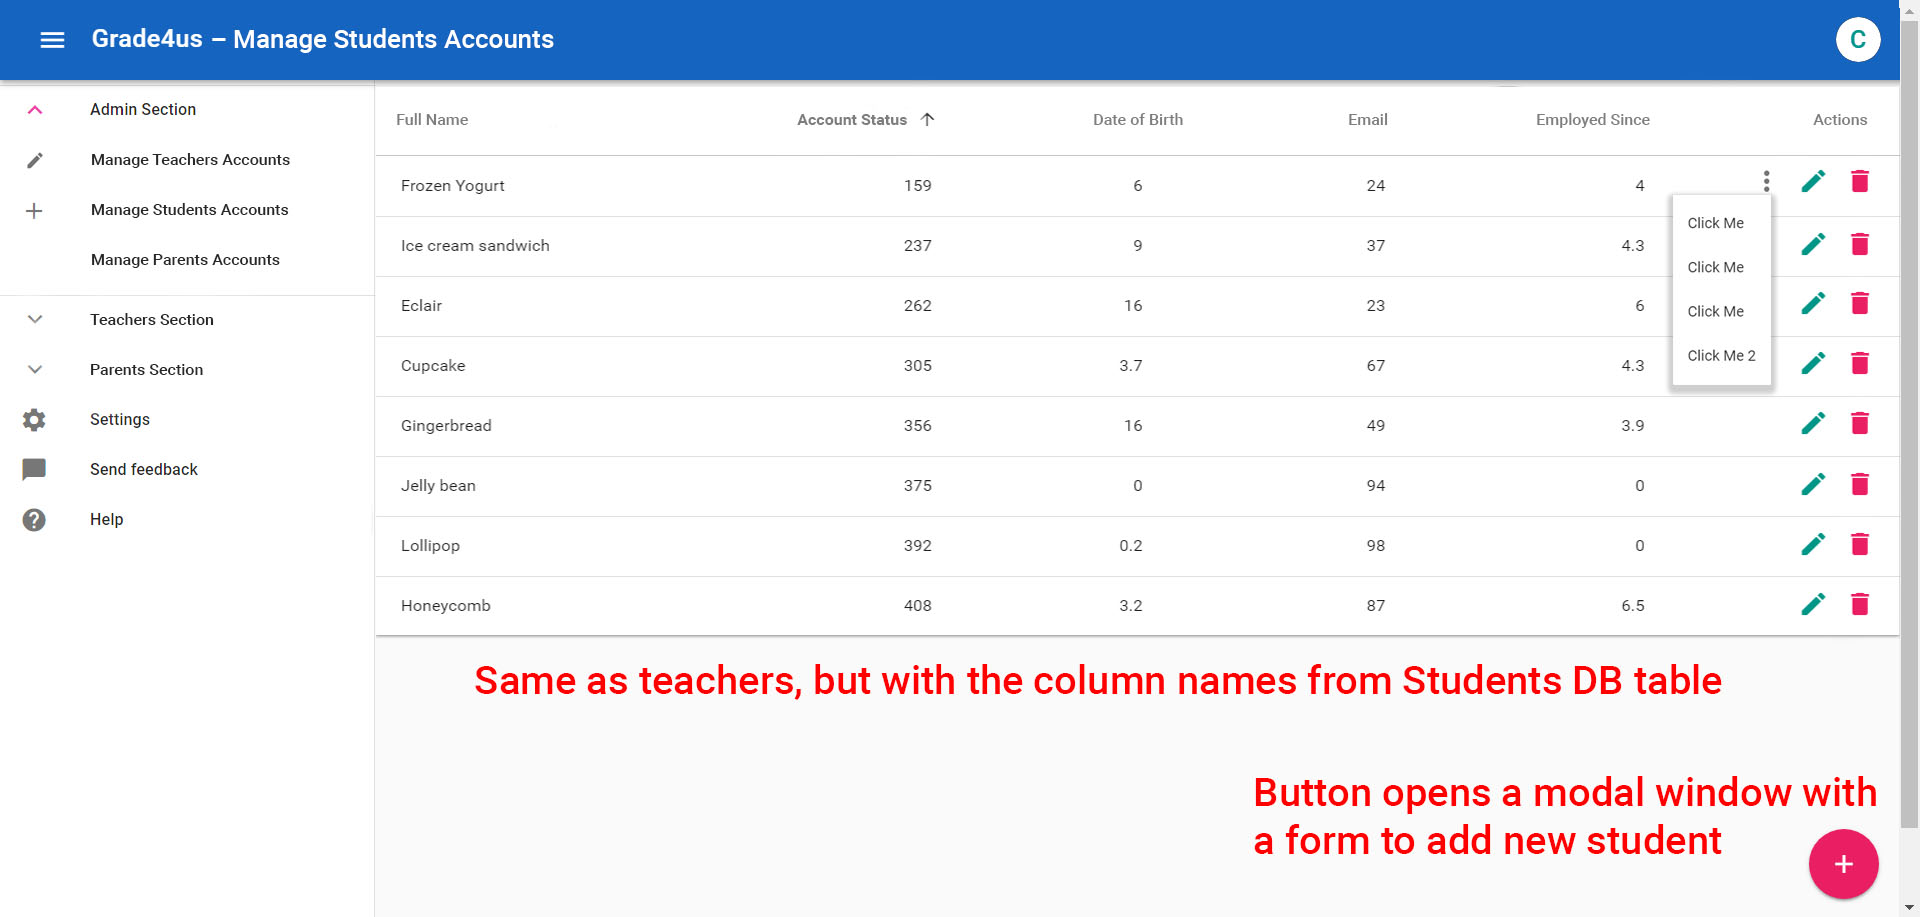 Grade4us – Manage Students Accounts
C
Admin Section
Manage Teachers Accounts
Manage Students Accounts
Manage Parents Accounts
Teachers Section
Parents Section
Settings
Send feedback
Help
Full Name Account Status Date of Birth Email Employed Since Actions
Frozen Yogurt 159 6 24 4
Ice cream sandwich 237 9 37 4.3
Eclair 262 16 23 6
Cupcake 305 3.7 67 4.3
Gingerbread 356 16 49 3.9
Jelly bean 375 0 94 0
Lollipop 392 0.2 98 0
Honeycomb 408 3.2 87 6.5
Click Me
Click Me
Click Me
Click Me 2
Same as teachers, but with the column names from Students DB table
Button opens a modal window with
a form to add new student